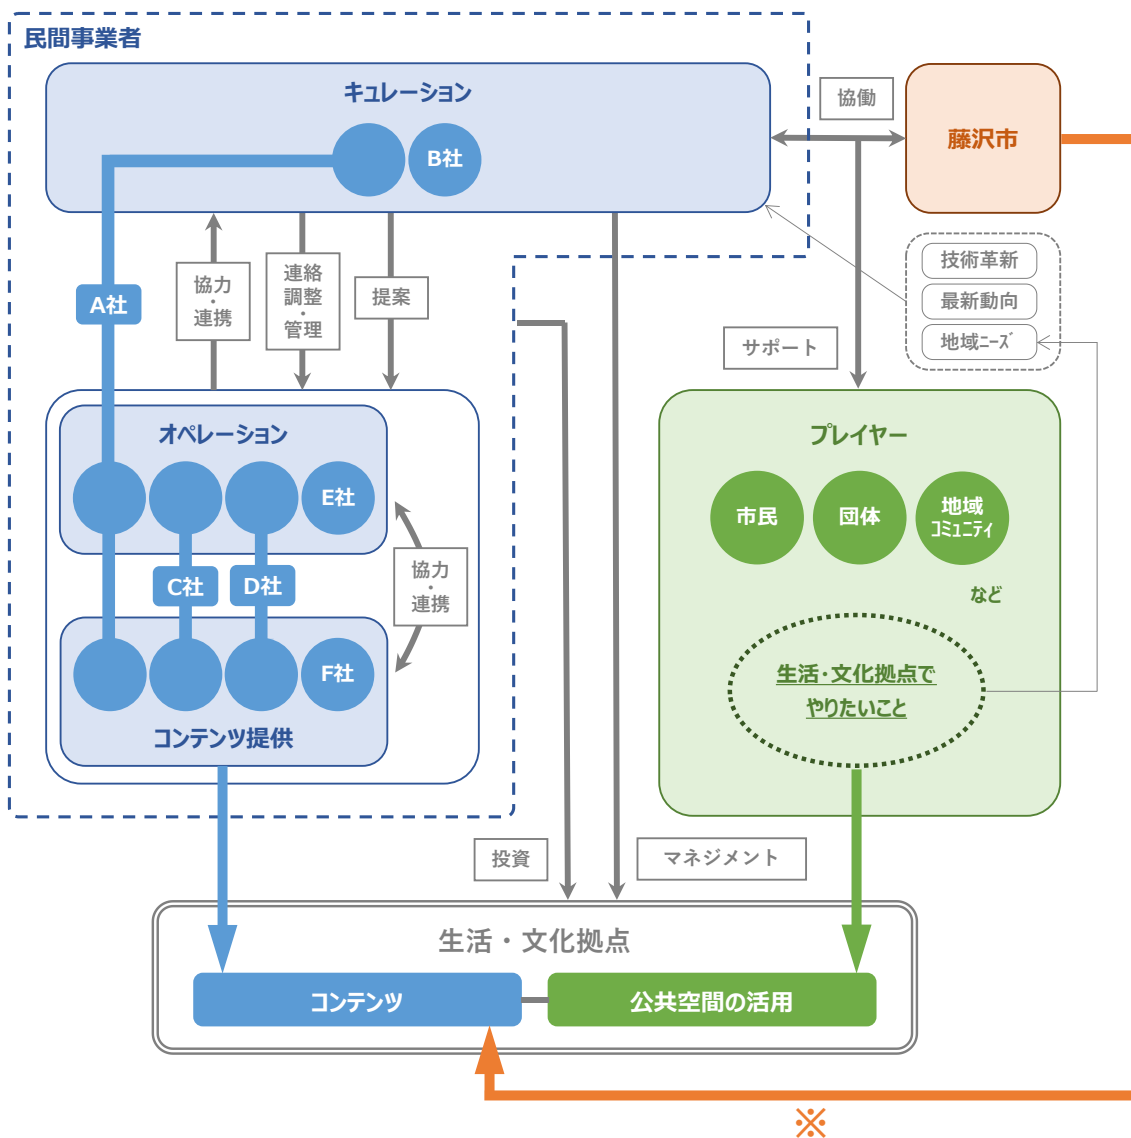 民間事業者
キュレーション
B社
協働
藤沢市
技術革新
最新動向
地域ニーズ
A社
協力
・
連携
連絡
調整
・
管理
提案
サポート
オペレーション
E社
C社
D社
協力
・
連携
F社
コンテンツ提供
プレイヤー
市民
団体
地域
コミュニティ
など
生活・文化拠点で
やりたいこと
投資
マネジメント
生活・文化拠点
コンテンツ
公共空間の活用
※